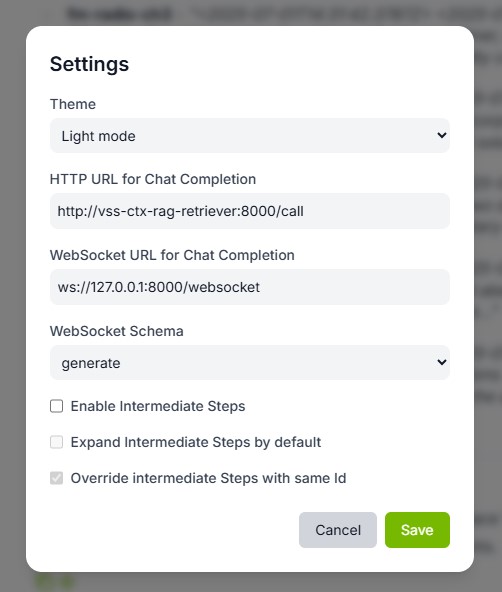 Settings
Theme
Light mode
HTTP URL for Chat Completion
http://vss-ctx-rag-retriever:8000/call
WebSocket URL for Chat Completion
ws://127.0.0.1:8000/websocket
WebSocket Schema
generate
Enable Intermediate Steps
Expand Intermediate Steps by default
Override intermediate Steps with same Id
Cancel
Save